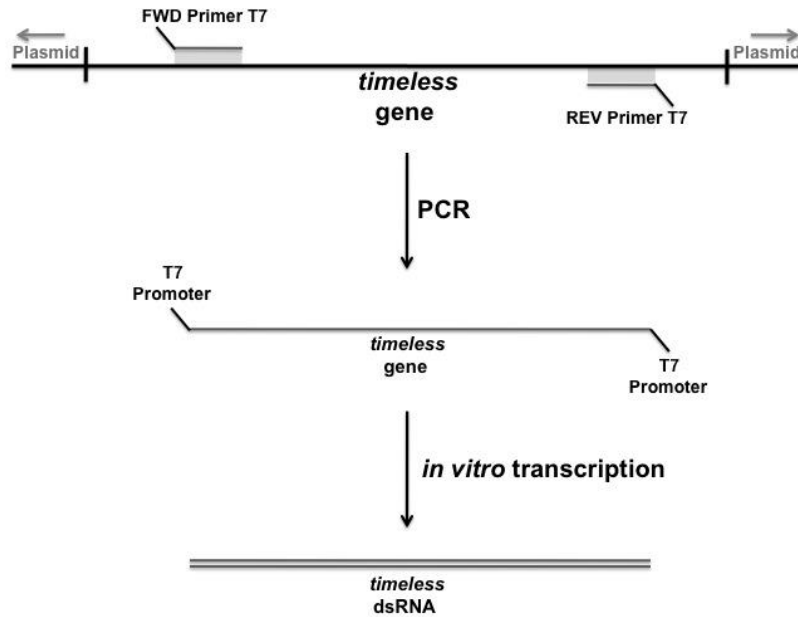 FWD Primer T7
Plasmid
Plasmid
timeless
gene
REV Primer T7
PCR
T7
Promoter
timeless
gene
T7
Promoter
in vitro transcription
timeless
dsRNA